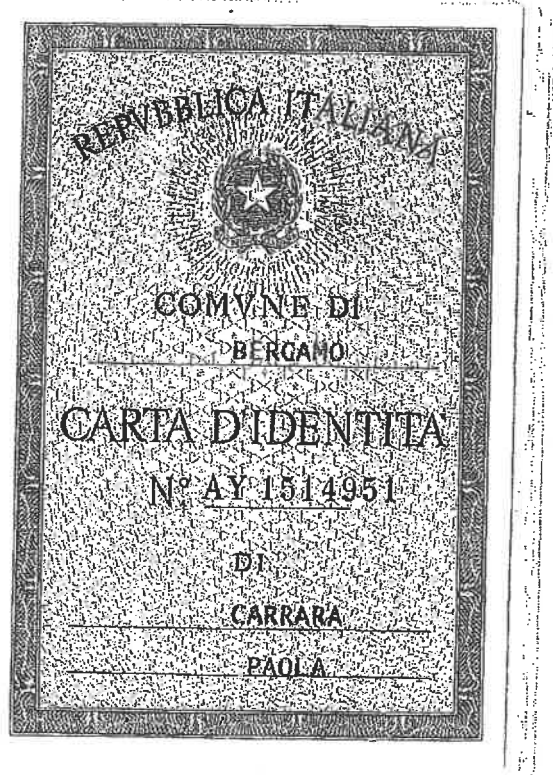 REPVBBLICA ITALIANA
COMVNE DI
BERGAMO
CARTA D'IDENTITA'
N° AY 1514951
DI
CARRARA
PAOLA